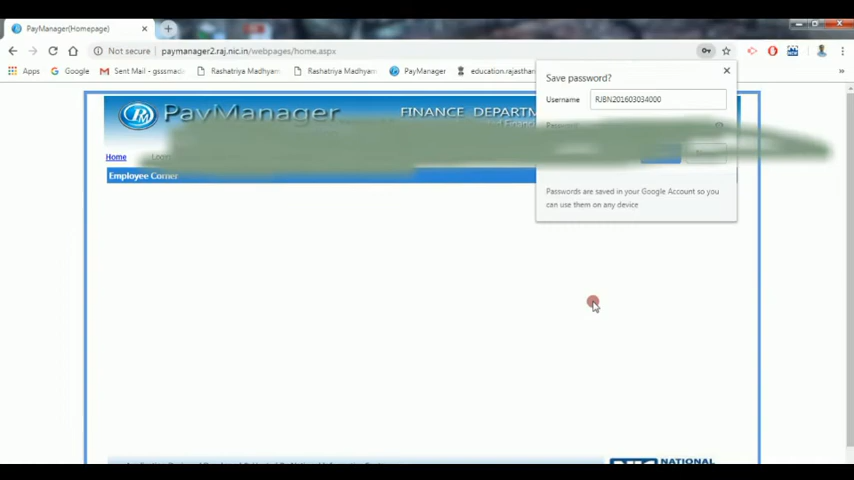 PayManager(Homepage)
Not secure paymanager2.raj.nic.in/webpages/home.aspx
Apps Google Sent Mail - gsssmad Rashatriya Madhyam Rashatriya Madhyam PayManager education.rajasthan
Save password?
Username RJBN201603034000
PayManager
FINANCE DEPARTM
Home
Employee Corner
Passwords are saved in your Google Account so you
can use them on any device
NATIONAL